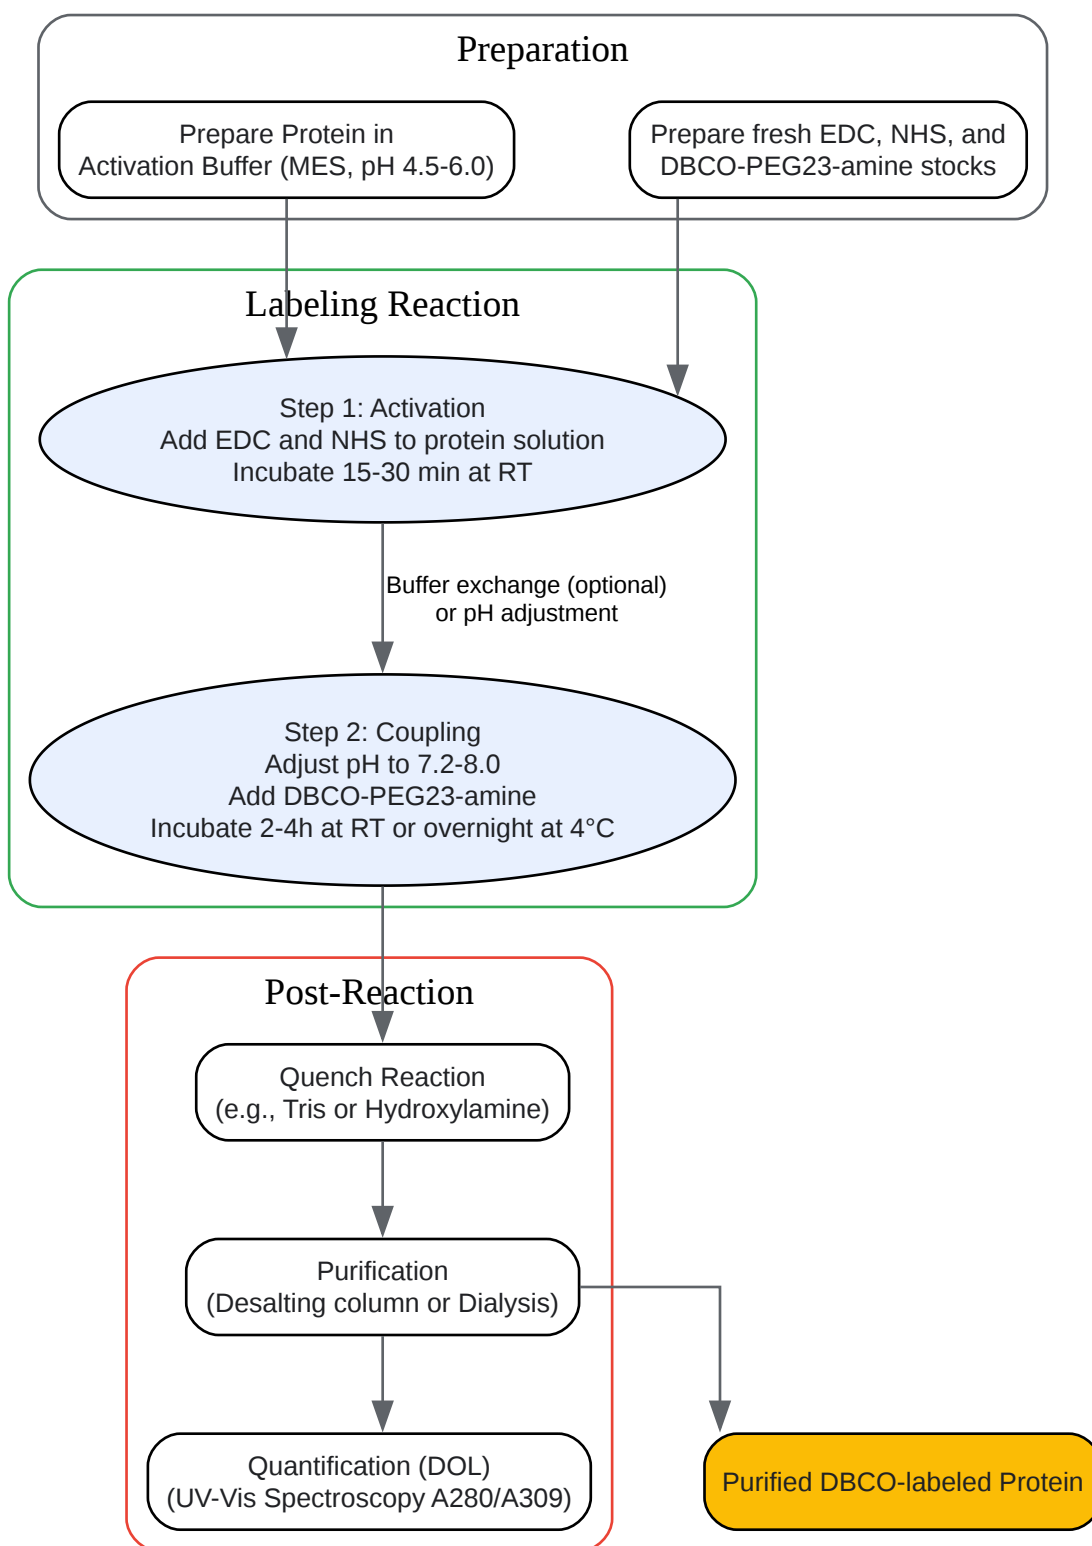 Preparation
Prepare Protein in
Activation Buffer (MES, pH 4.5-6.0)
Prepare fresh EDC, NHS, and
DBCO-PEG23-amine stocks
Labeling Reaction
Step 1: Activation
Add EDC and NHS to protein solution
Incubate 15-30 min at RT
Buffer exchange (optional)
or pH adjustment
Step 2: Coupling
Adjust pH to 7.2-8.0
Add DBCO-PEG23-amine
Incubate 2-4h at RT or overnight at 4°C
Post-Reaction
Quench Reaction
(e.g., Tris or Hydroxylamine)
Purification
(Desalting column or Dialysis)
Quantification (DOL)
(UV-Vis Spectroscopy A280/A309)
Purified DBCO-labeled Protein